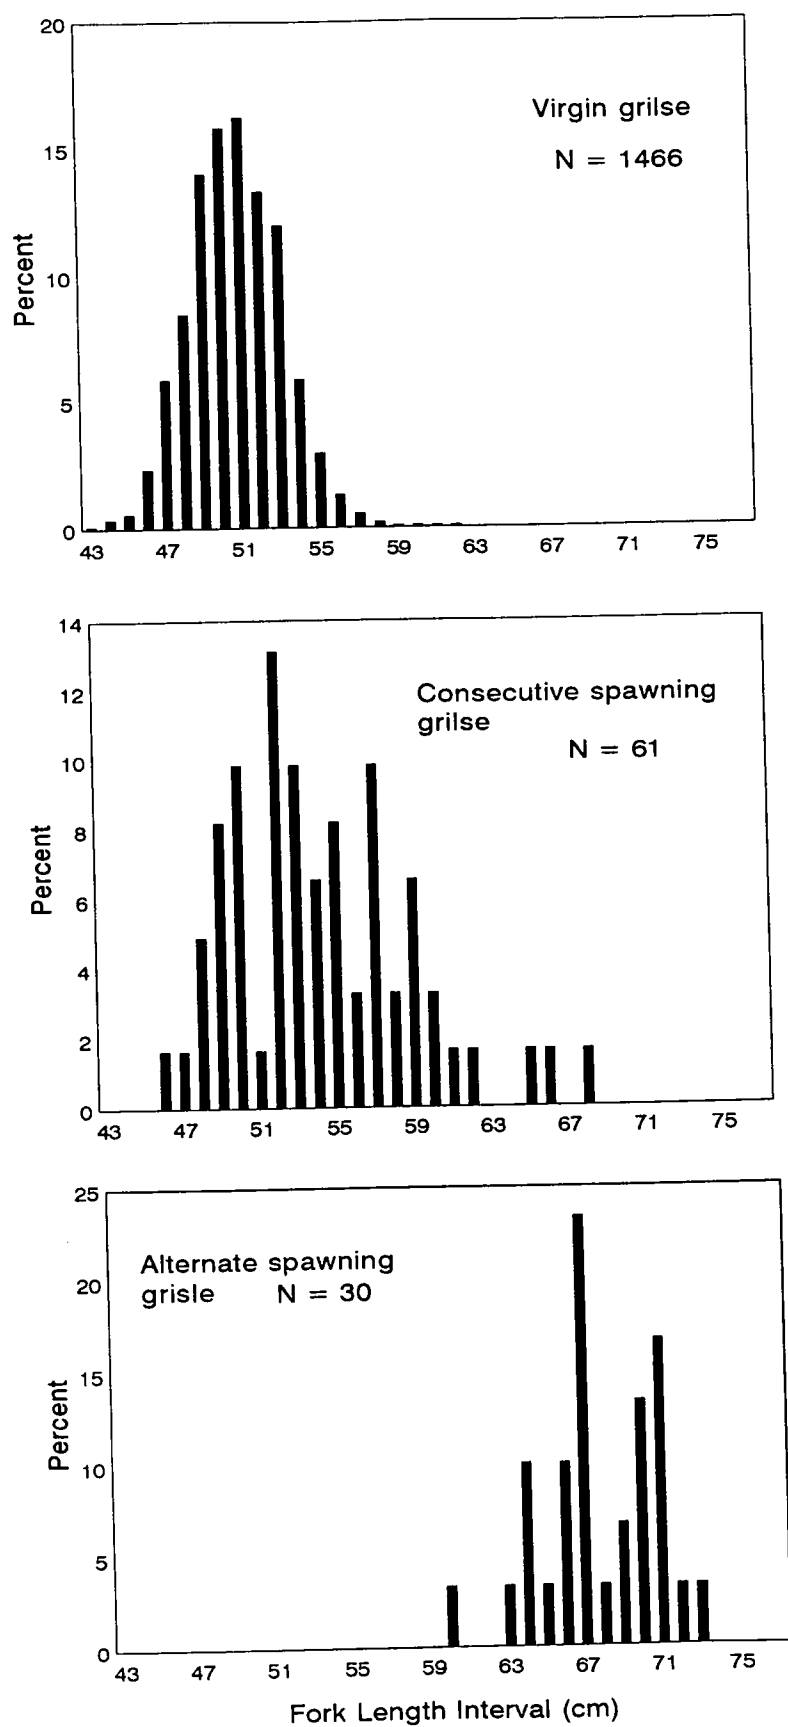 20
15
10
5
0
Percent
Virgin grilse
N = 1466
43 47 51 55 59 63 67 71 75
14
12
10
8
6
4
2
0
Percent
Consecutive spawning
grilse
N = 61
43 47 51 55 59 63 67 71 75
25
20
15
10
5
0
Percent
Alternate spawning
grisle N = 30
43 47 51 55 59 63 67 71 75
Fork Length Interval (cm)